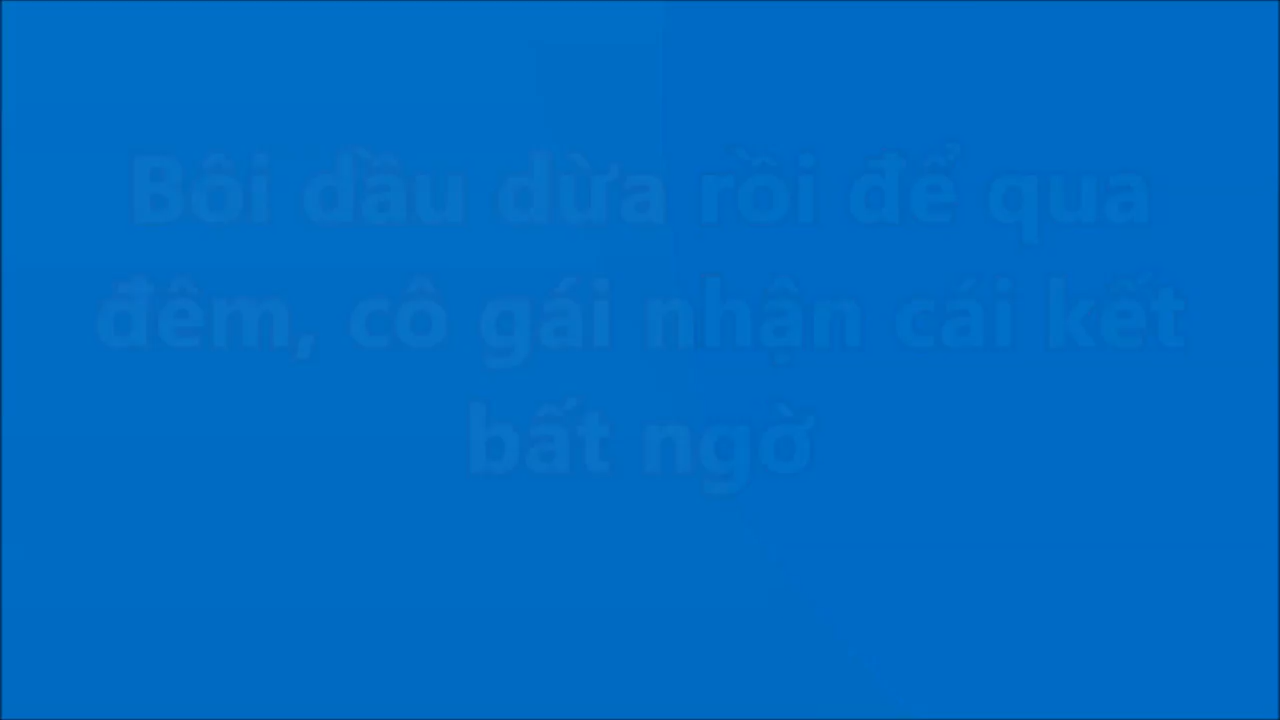 Bôi dầu dừa rồi để qua
đêm, cô gái nhận cái kết
bất ngờ